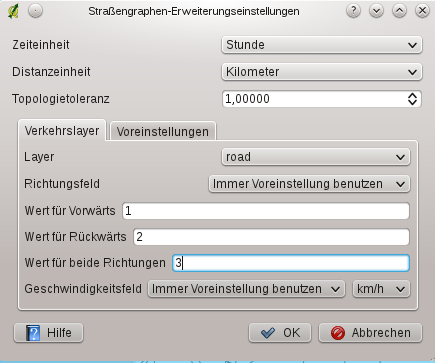 Straßengraphen-Erweiterungseinstellungen
Zeiteinheit Stunde
Distanzeinheit Kilometer
Topologietoleranz 1,00000
Verkehrslayer Voreinstellungen
Layer road
Richtungsfeld Immer Voreinstellung benutzen
Wert für Vorwärts 1
Wert für Rückwärts 2
Wert für beide Richtungen 3
Geschwindigkeitsfeld Immer Voreinstellung benutzen km/h
Hilfe OK Abbrechen